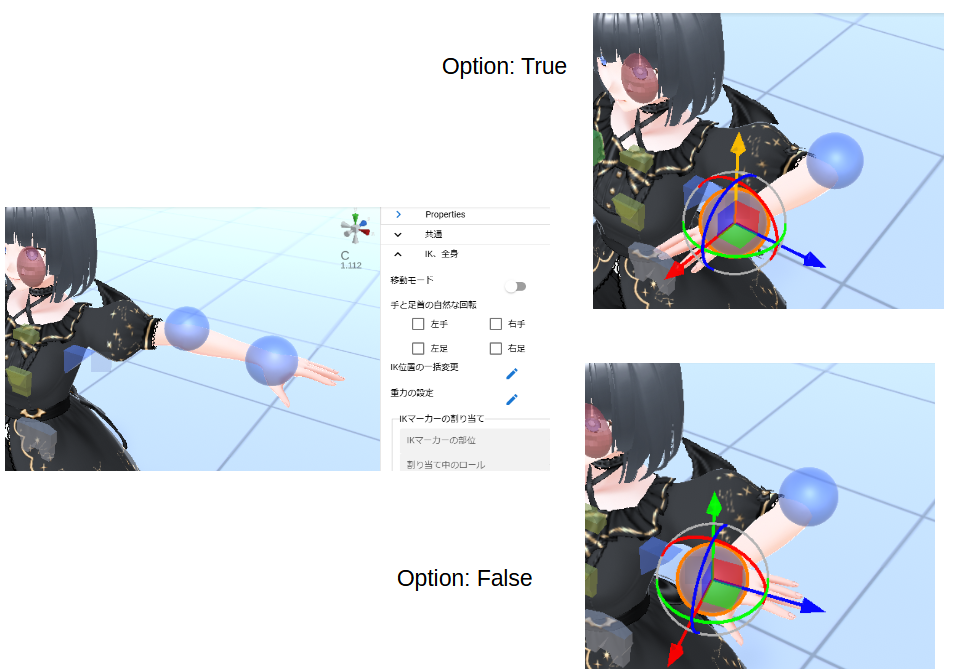 Option: True
C
1.112
Properties
共通
IK、全身
移動モード
手と足首の自然な回転
左手
右手
左足
右足
IK位置の一括変更
重力の設定
IKマーカーの割り当て
IKマーカーの部位
割り当て中のロール
Option: False